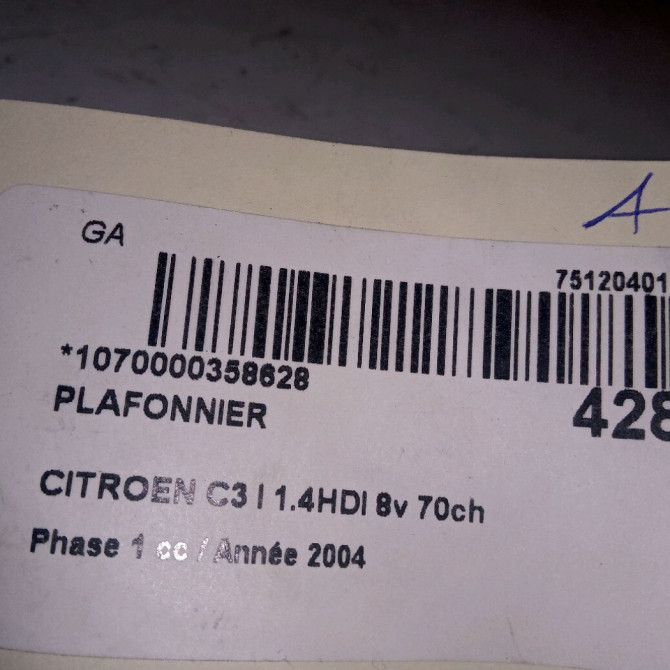 A
GA
75120401
*1070000358628
PLAFONNIER
428
CITROEN C3 I 1.4HDI 8v 70ch
Phase 1 cc / Année 2004